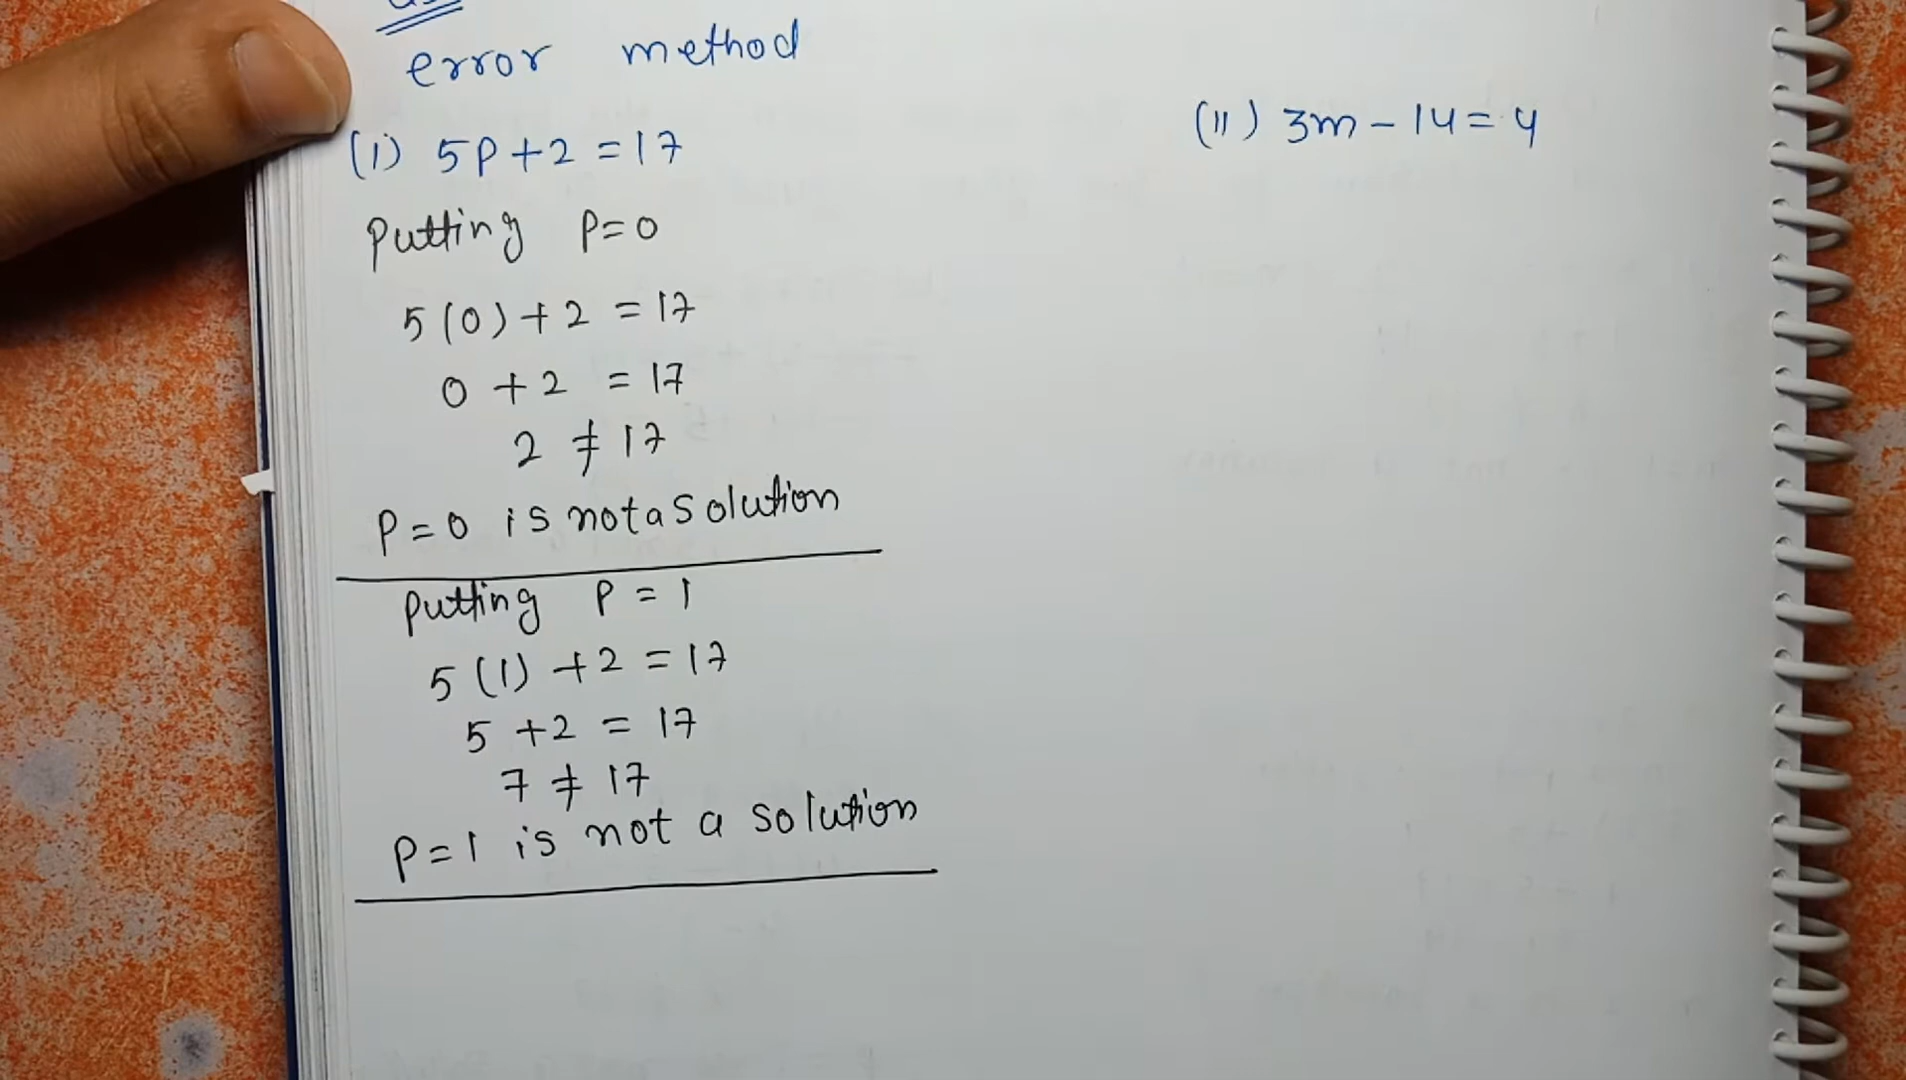 error method
(i) 5p+2=17
Putting p=0
5(0)+2=17
0+2=17
2≠17
P=0 is not a solution
Putting P=1
5(1)+2=17
5+2=17
7≠17
P=1 is not a solution
(ii) 3m-14=4